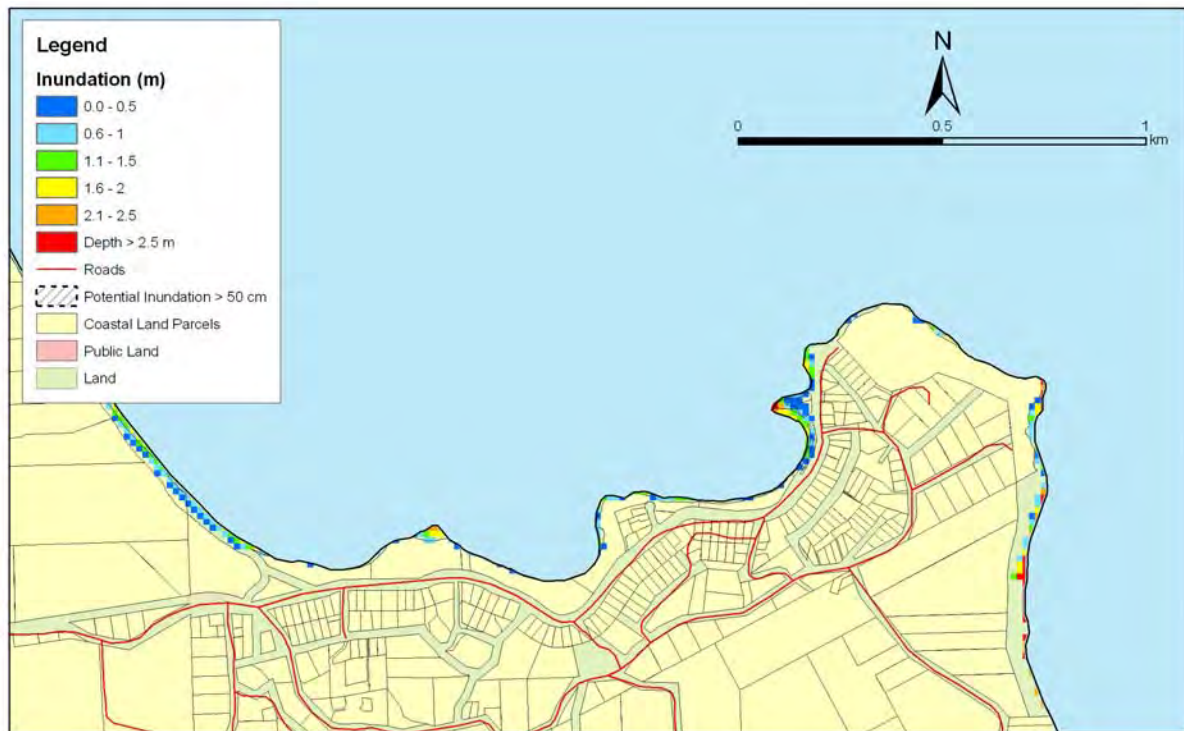 Legend
Inundation (m)
0.0 - 0.5
0.6 - 1
1.1 - 1.5
1.6 - 2
2.1 - 2.5
Depth > 2.5 m
Roads
Potential Inundation > 50 cm
Coastal Land Parcels
Public Land
Land
N
0 0.5 1
km